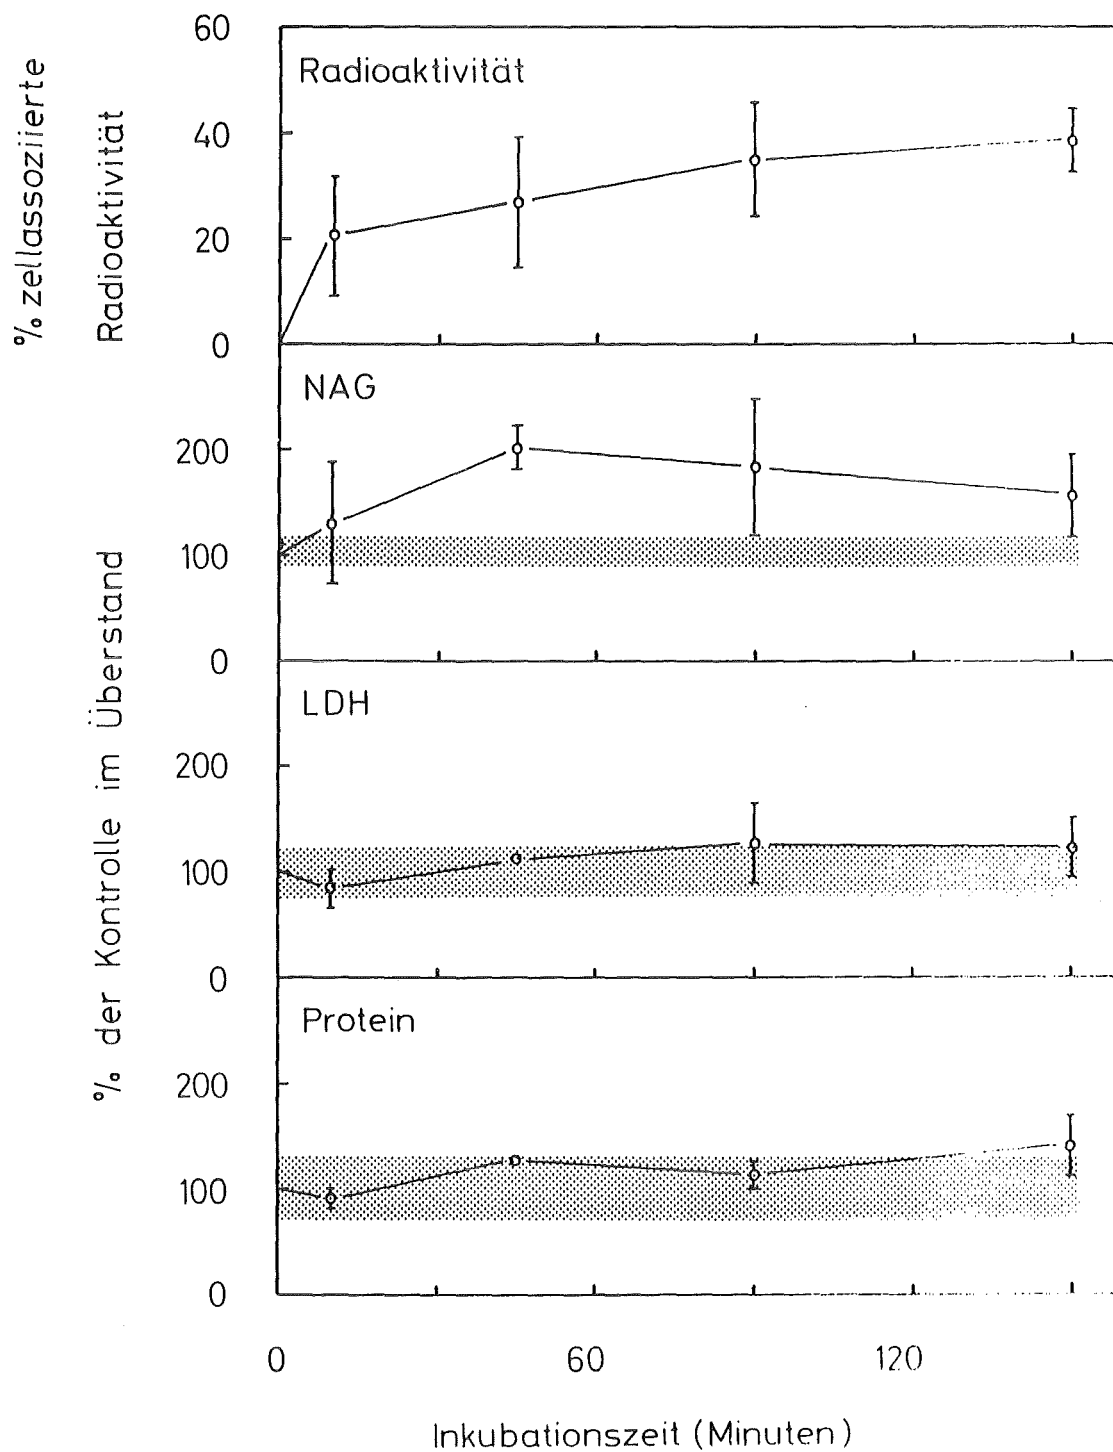 % zellassoziierte
Radioaktivität
60
40
20
0
Radioaktivität
NAG
200
100
0
% der Kontrolle im Überstand
LDH
200
100
0
Protein
200
100
0
0 60 120
Inkubationszeit (Minuten)